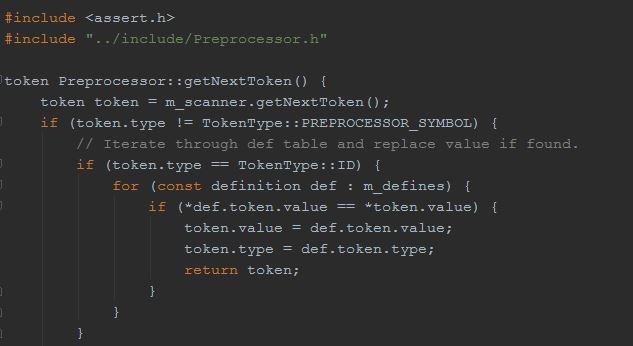 #include <assert.h>
#include "../include/Preprocessor.h"
token Preprocessor::getNextToken() {
token token = m_scanner.getNextToken();
if (token.type != TokenType::PREPROCESSOR_SYMBOL) {
// Iterate through def table and replace value if found.
if (token.type == TokenType::ID) {
for (const definition def : m_defines) {
if (*def.token.value == *token.value) {
token.value = def.token.value;
token.type = def.token.type;
return token;
}
}
}